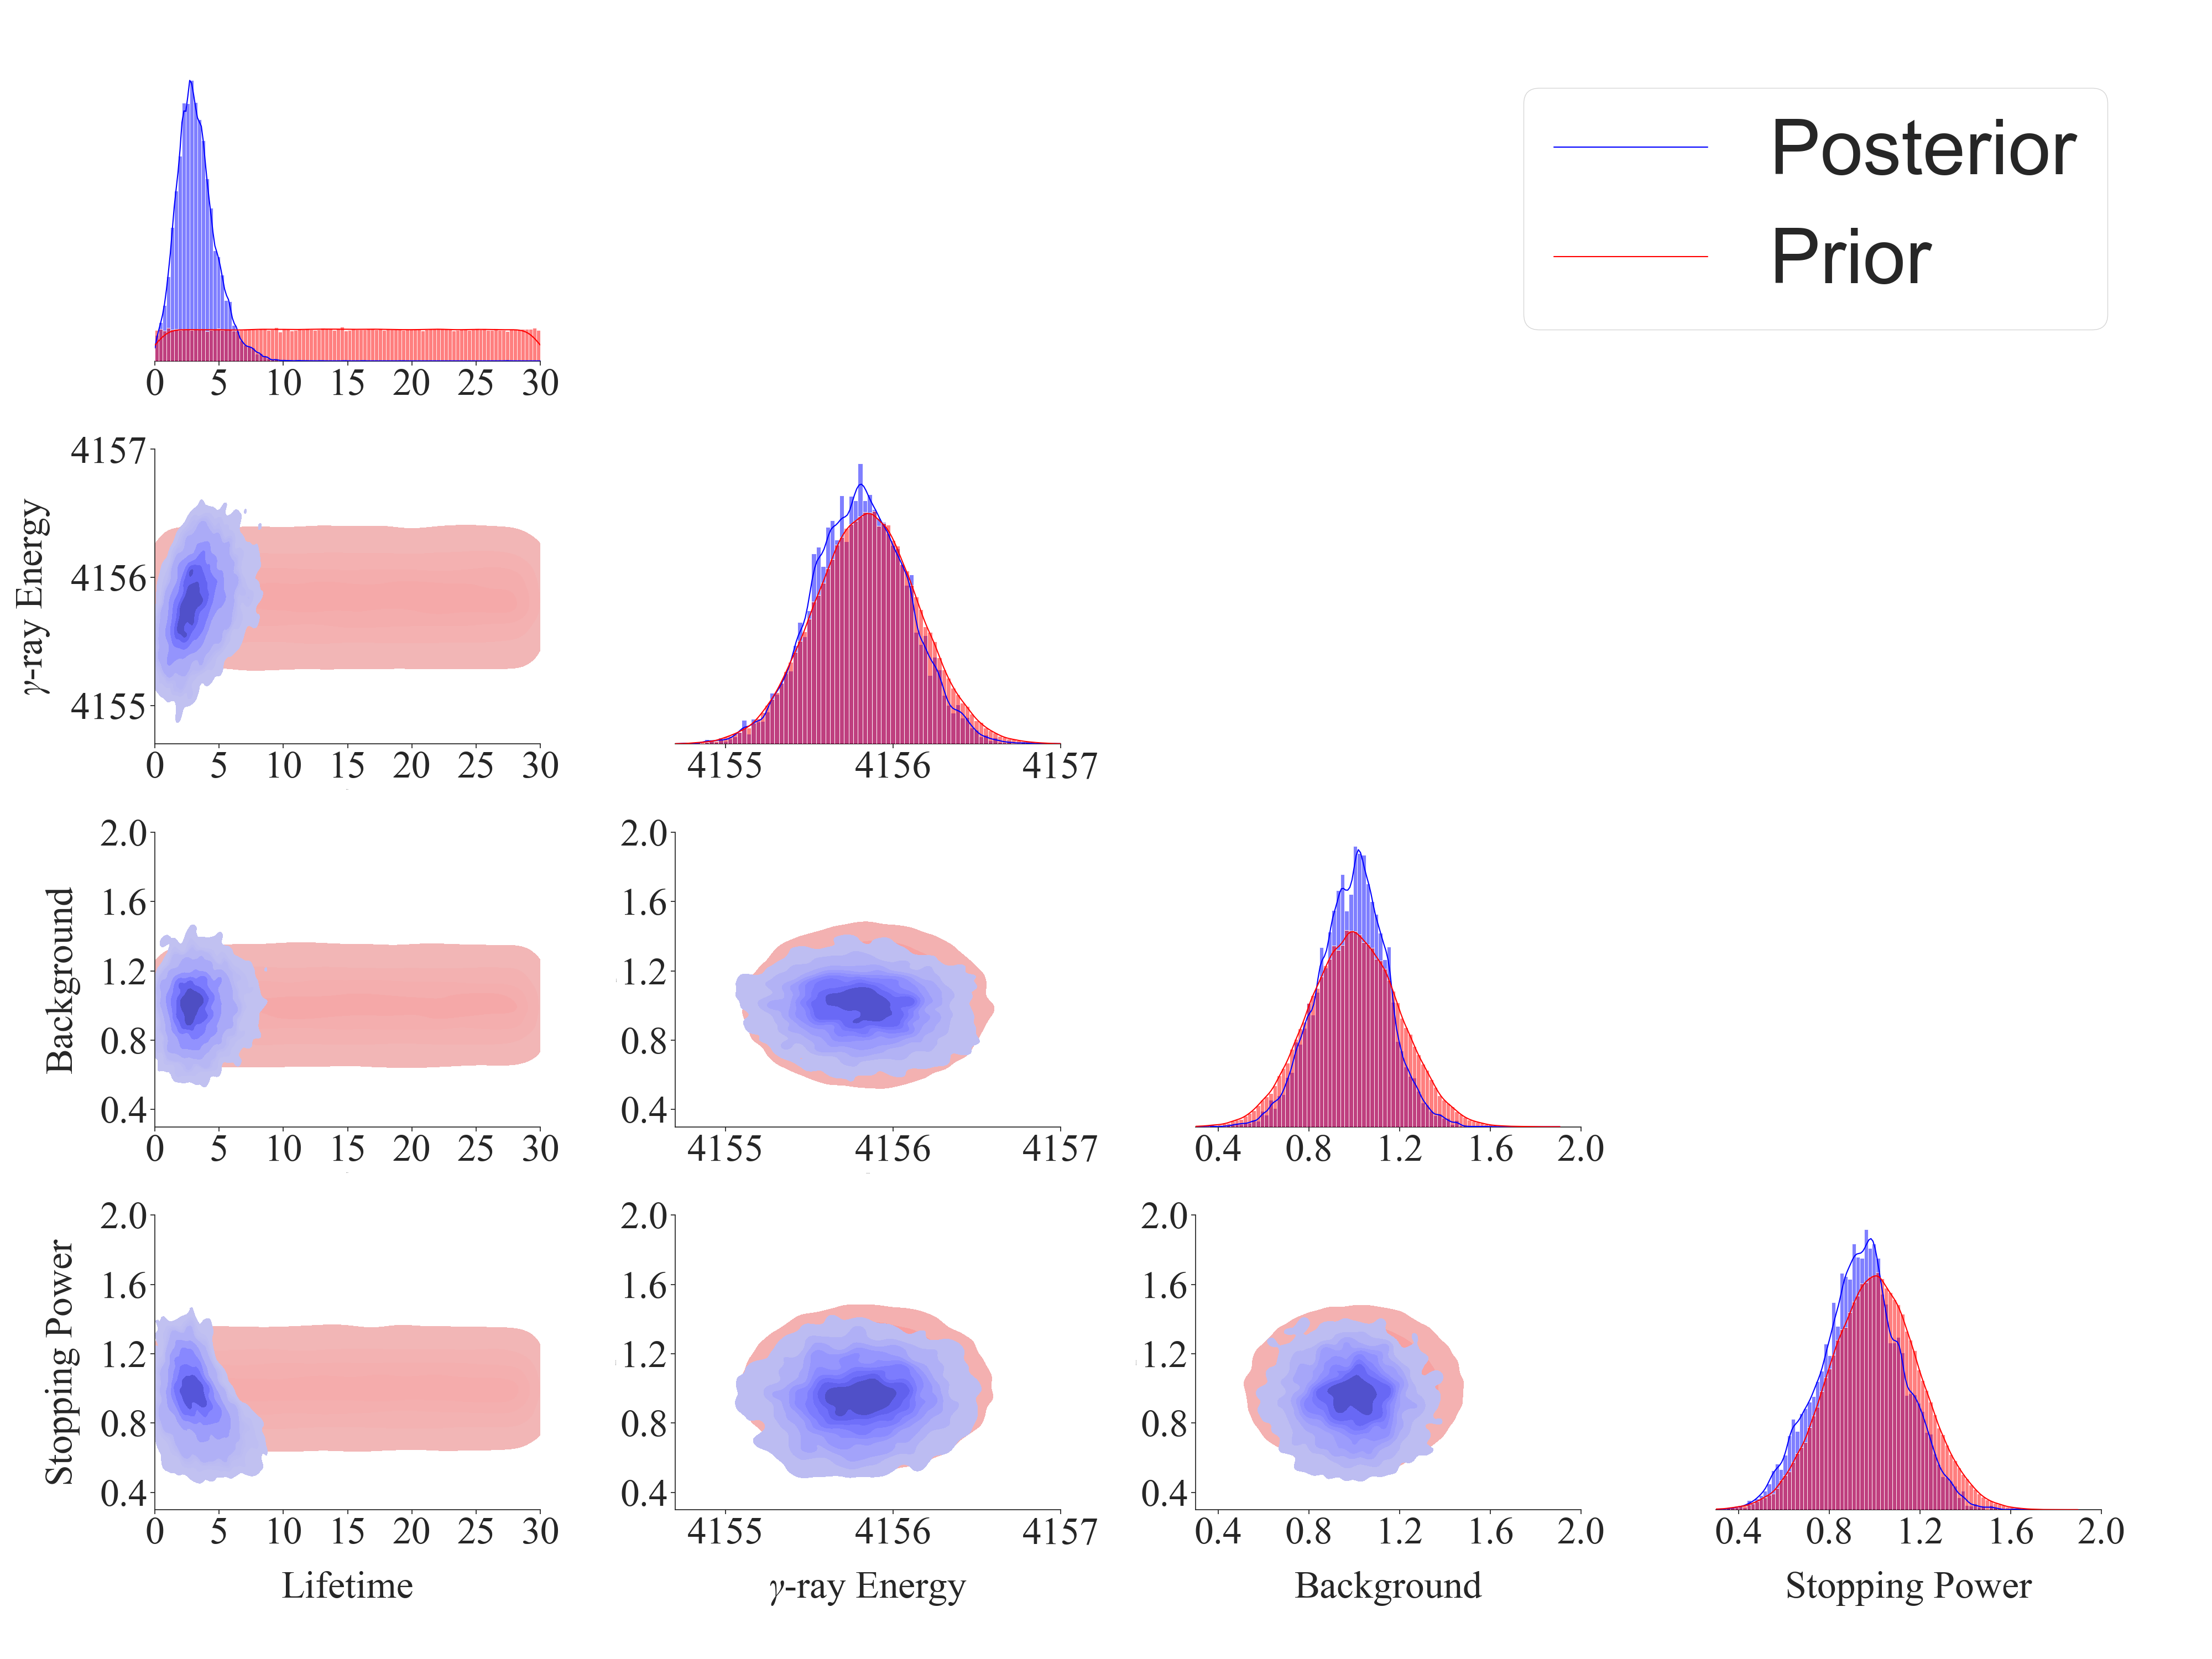 Posterior
Prior
0 5 10 15 20 25 30
4157
4156
4155
γ-ray Energy
0 5 10 15 20 25 30
4155 4156 4157
2.0 2.0
1.6 1.6
1.2 1.2
0.8 0.8
0.4 0.4
Background
0 5 10 15 20 25 30
4155 4156 4157
0.4 0.8 1.2 1.6 2.0
2.0 2.0 2.0
1.6 1.6 1.6
1.2 1.2 1.2
0.8 0.8 0.8
0.4 0.4 0.4
Stopping Power
0 5 10 15 20 25 30
4155 4156 4157
0.4 0.8 1.2 1.6 2.0
0.4 0.8 1.2 1.6 2.0
Lifetime
γ-ray Energy
Background
Stopping Power